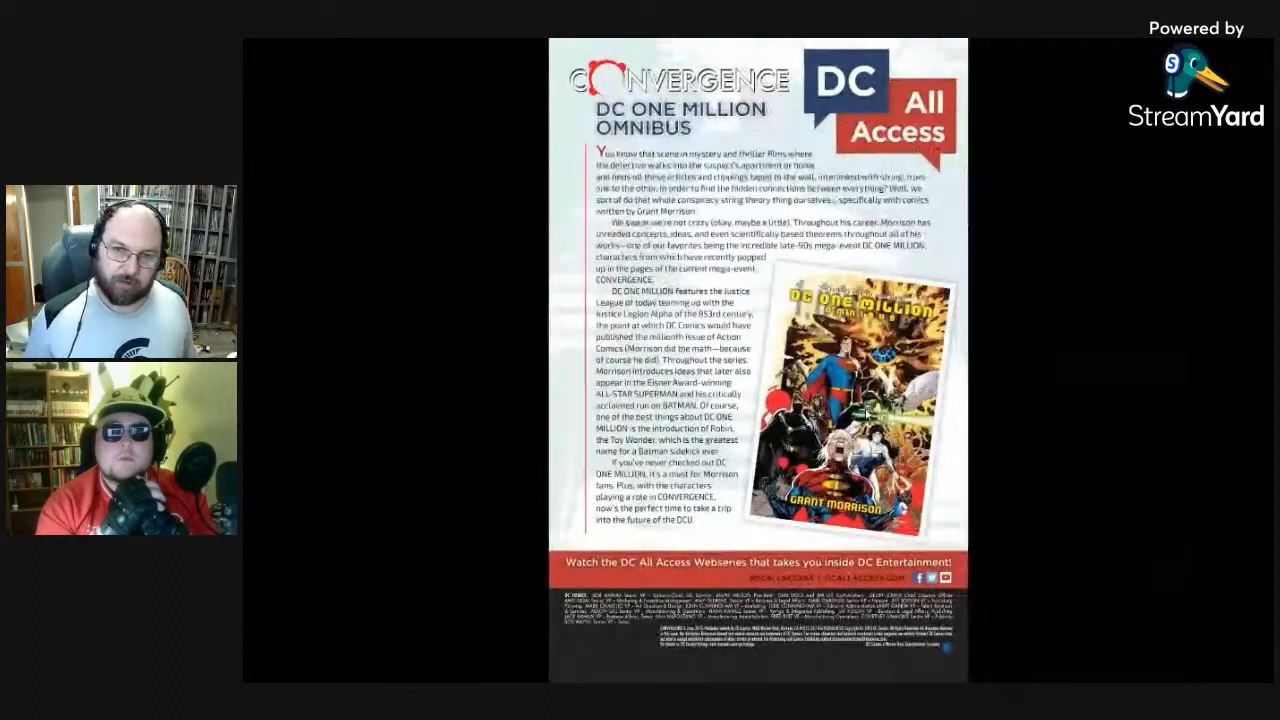 Powered by
StreamYard
CONVERGENCE
DC
All
Access
DC ONE MILLION
OMNIBUS
You know that scene in mystery and thriller films where
the detective walks into the suspect's apartment or home
and finds all these articles and clippings taped to the wall, interlinked with string, from
one to the other, in order to find the hidden connections between everything? Well, we
sort of do that whole conspiracy string theory thing ourselves...specifically with comics
written by Grant Morrison.
We swear we're not crazy (okay, maybe a little). Throughout his career, Morrison has
threaded concepts, ideas, and even scientifically based theorems throughout all of his
works—one of our favorites being the incredible late-90s mega-event DC ONE MILLION,
characters from which have recently popped
up in the pages of the current mega-event,
CONVERGENCE.
DC ONE MILLION features the Justice
League of today teaming up with the
Justice Legion Alpha of the 853rd century,
the point at which DC Comics would have
published the millionth issue of Action
Comics (Morrison did the math—because
of course he did). Throughout the series,
Morrison introduces ideas that later also
appear in the Eisner Award-winning
ALL-STAR SUPERMAN and his critically
acclaimed run on BATMAN. Of course,
one of the best things about DC ONE
MILLION is the introduction of Robin,
the Toy Wonder, which is the greatest
name for a Batman sidekick ever.
If you've never checked out DC
ONE MILLION, it's a must for Morrison
fans. Plus, with the characters
playing a role in CONVERGENCE,
now's the perfect time to take a trip
into the future of the DCU.
DC ONE MILLION
OMNIBUS
GRANT MORRISON
Watch the DC All Access Webseries that takes you inside DC Entertainment!
#DCALLACCESS | DCALLACCESS.COM